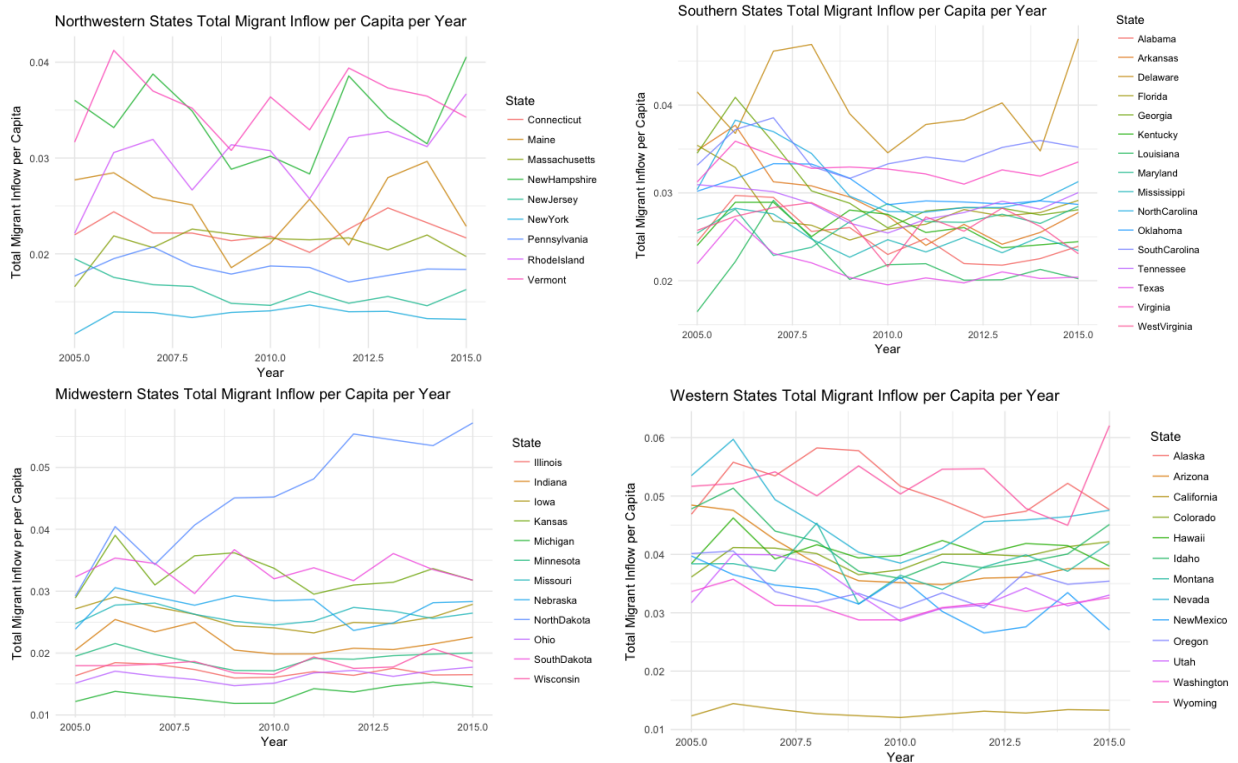 Northwestern States Total Migrant Inflow per Capita per Year
Total Migrant Inflow per Capita
0.04
0.03
0.02
2005.0
2007.5
2010.0
2012.5
2015.0
Year
State
Connecticut
Maine
Massachusetts
NewHampshire
NewJersey
NewYork
Pennsylvania
RhodeIsland
Vermont
Southern States Total Migrant Inflow per Capita per Year
Total Migrant Inflow per Capita
0.04
0.03
0.02
2005.0
2007.5
2010.0
2012.5
2015.0
Year
State
Alabama
Arkansas
Delaware
Florida
Georgia
Kentucky
Louisiana
Maryland
Mississippi
NorthCarolina
Oklahoma
SouthCarolina
Tennessee
Texas
Virginia
WestVirginia
Midwestern States Total Migrant Inflow per Capita per Year
Total Migrant Inflow per Capita
0.05
0.04
0.03
0.02
0.01
2005.0
2007.5
2010.0
2012.5
2015.0
Year
State
Illinois
Indiana
Iowa
Kansas
Michigan
Minnesota
Missouri
Nebraska
NorthDakota
Ohio
SouthDakota
Wisconsin
Western States Total Migrant Inflow per Capita per Year
Total Migrant Inflow per Capita
0.06
0.05
0.04
0.03
0.02
0.01
2005.0
2007.5
2010.0
2012.5
2015.0
Year
State
Alaska
Arizona
California
Colorado
Hawaii
Idaho
Montana
Nevada
NewMexico
Oregon
Utah
Washington
Wyoming